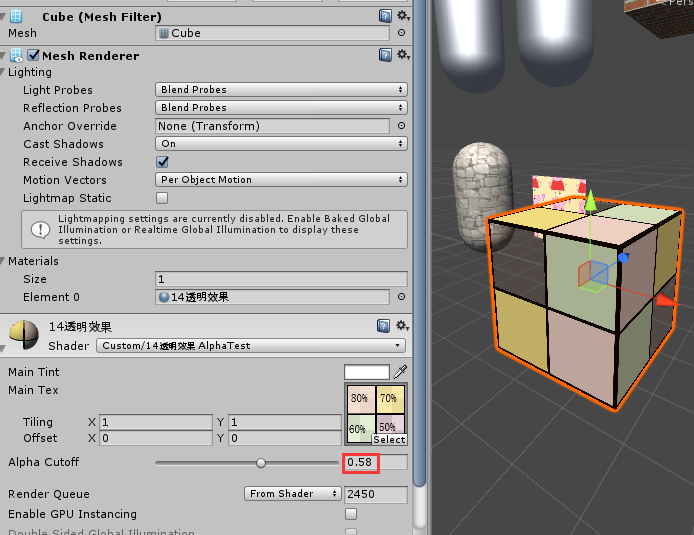 Cube (Mesh Filter)
Mesh Cube
Mesh Renderer
Lighting
Light Probes Blend Probes
Reflection Probes Blend Probes
Anchor Override None (Transform)
Cast Shadows On
Receive Shadows
Motion Vectors Per Object Motion
Lightmap Static
Lightmapping settings are currently disabled. Enable Baked Global
Illumination or Realtime Global Illumination to display these
settings.
Materials
Size 1
Element 0 14透明效果
14透明效果
Shader Custom/14透明效果 AlphaTest
Main Tint
Main Tex
80% 70%
60% 50%
Select
Tiling X 1 Y 1
Offset X 0 Y 0
Alpha Cutoff 0.58
Render Queue From Shader 2450
Enable GPU Instancing
Double Sided Global Illumination